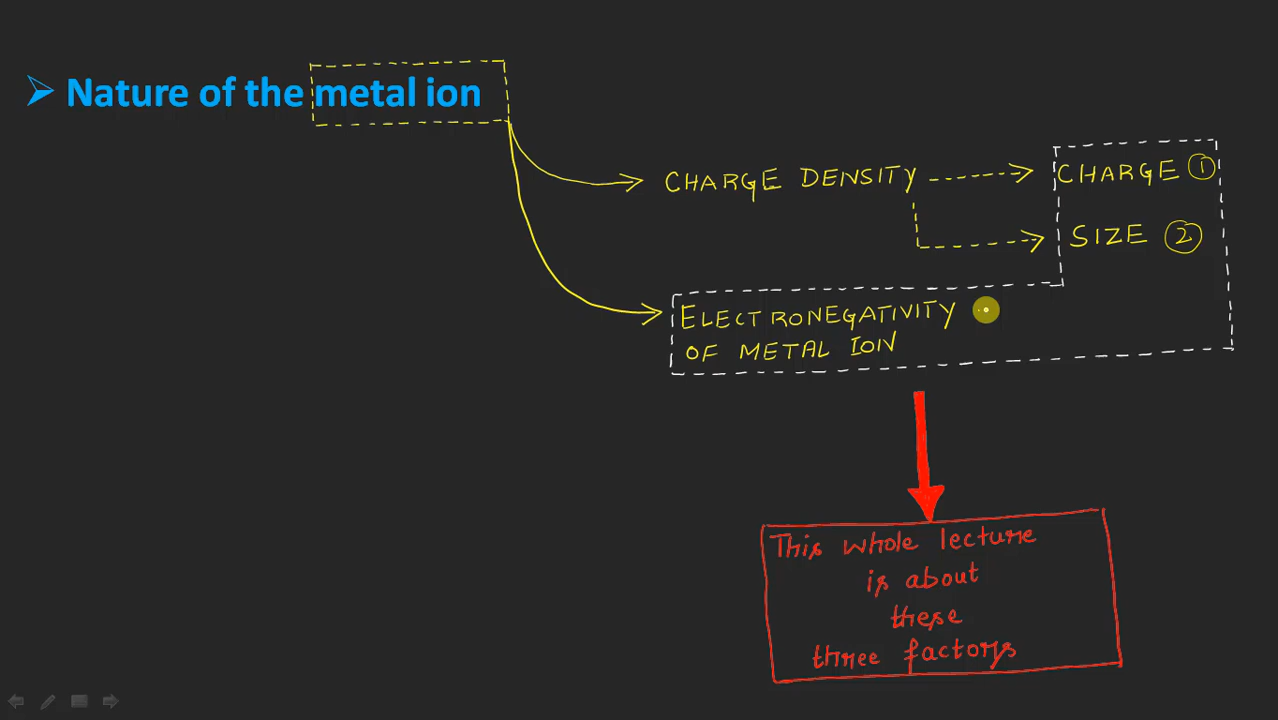 ➢ Nature of the metal ion
CHARGE DENSITY
CHARGE ①
SIZE ②
ELECTRONEGATIVITY
OF METAL ION
This whole lecture
is about
these
three factors